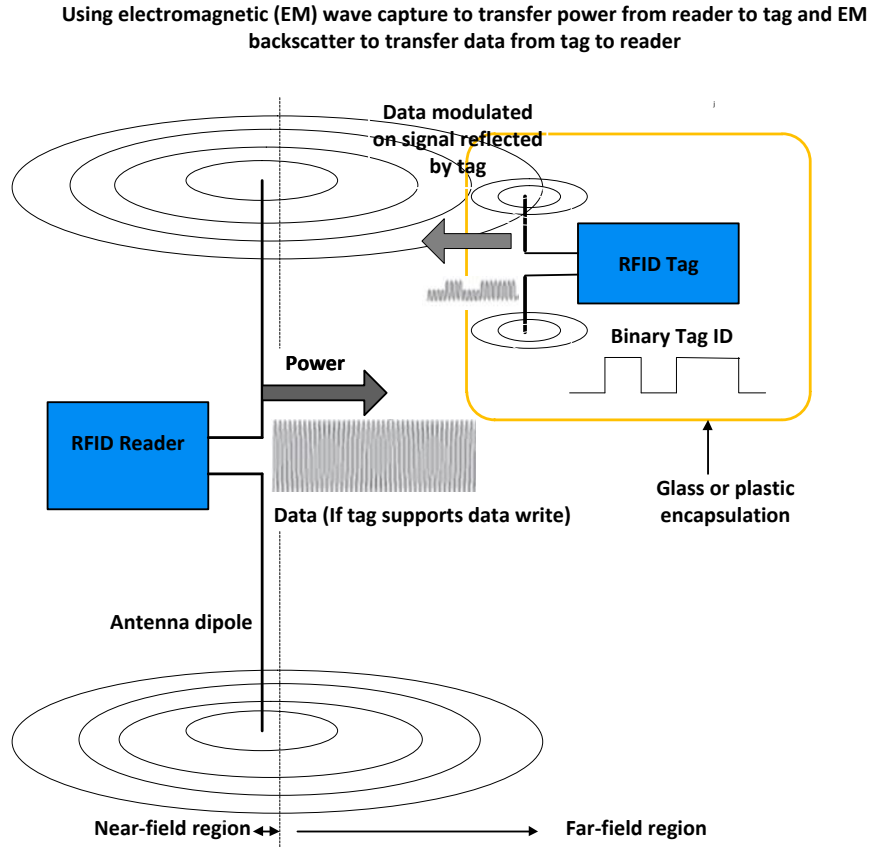 Using electromagnetic (EM) wave capture to transfer power from reader to tag and EM
backscatter to transfer data from tag to reader
Data modulated
on signal reflected
by tag
RFID Tag
Binary Tag ID
Power
RFID Reader
Glass or plastic
encapsulation
Data (If tag supports data write)
Antenna dipole
Near-field region
Far-field region